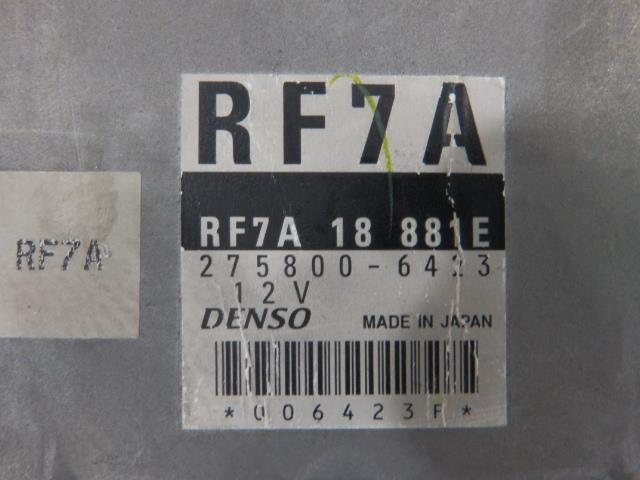 RF7A
RF7A 18 881E
275800-6423
12V
DENSO MADE IN JAPAN
*006423F*
RF7A